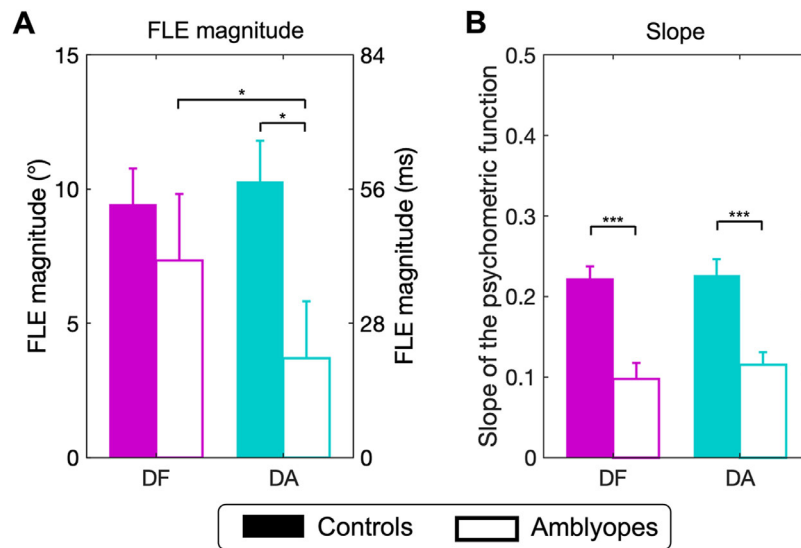 A
FLE magnitude
15
10
5
0
FLE magnitude (°)
84
56
28
0
FLE magnitude (ms)
*
*
DF
DA
B
Slope
0.5
0.4
0.3
0.2
0.1
0
Slope of the psychometric function
***
***
DF
DA
Controls
Amblyopes